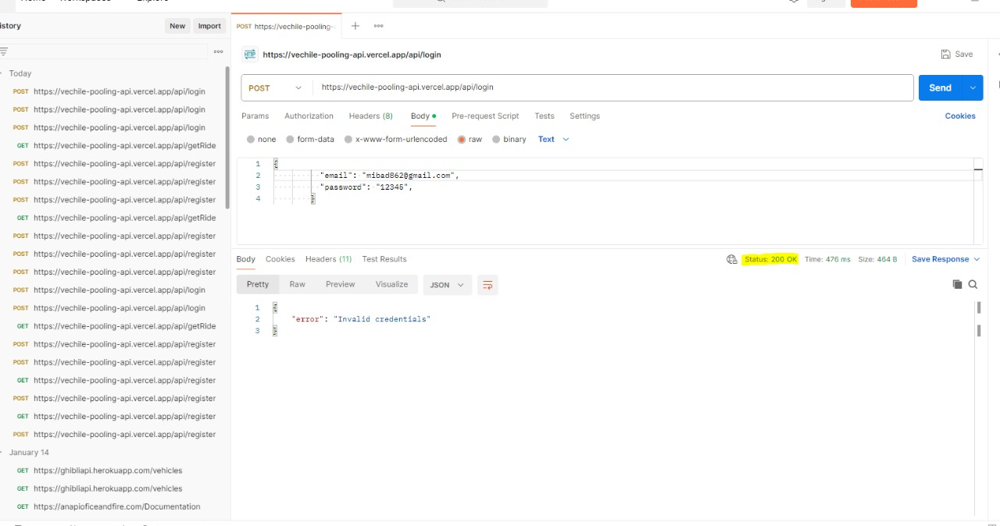 Home Workspaces Explore
istory
New Import
Today
POST https://vechile-pooling-api.vercel.app/api/login
POST https://vechile-pooling-api.vercel.app/api/login
POST https://vechile-pooling-api.vercel.app/api/login
GET https://vechile-pooling-api.vercel.app/api/getRide
POST https://vechile-pooling-api.vercel.app/api/register
POST https://vechile-pooling-api.vercel.app/api/register
POST https://vechile-pooling-api.vercel.app/api/register
GET https://vechile-pooling-api.vercel.app/api/getRide
POST https://vechile-pooling-api.vercel.app/api/register
POST https://vechile-pooling-api.vercel.app/api/register
POST https://vechile-pooling-api.vercel.app/api/register
POST https://vechile-pooling-api.vercel.app/api/login
POST https://vechile-pooling-api.vercel.app/api/login
GET https://vechile-pooling-api.vercel.app/api/getRide
POST https://vechile-pooling-api.vercel.app/api/register
POST https://vechile-pooling-api.vercel.app/api/register
GET https://vechile-pooling-api.vercel.app/api/register
POST https://vechile-pooling-api.vercel.app/api/register
GET https://vechile-pooling-api.vercel.app/api/register
POST https://vechile-pooling-api.vercel.app/api/register
January 14
GET https://ghibliapi.herokuapp.com/vehicles
GET https://ghibliapi.herokuapp.com/vehicles
GET https://anapioficeandfire.com/Documentation
POST https://vechile-pooling-
HTTP https://vechile-pooling-api.vercel.app/api/login
Save
POST https://vechile-pooling-api.vercel.app/api/login
Send
Params Authorization Headers (8) Body Pre-request Script Tests Settings Cookies
none form-data x-www-form-urlencoded raw binary Text
1 {
2 "email": "mibad862@gmail.com",
3 "password": "12345",
4 }
Body Cookies Headers (11) Test Results Status: 200 OK Time: 476 ms Size: 464 B Save Response
Pretty Raw Preview Visualize JSON
1 {
2 "error": "Invalid credentials"
3 }